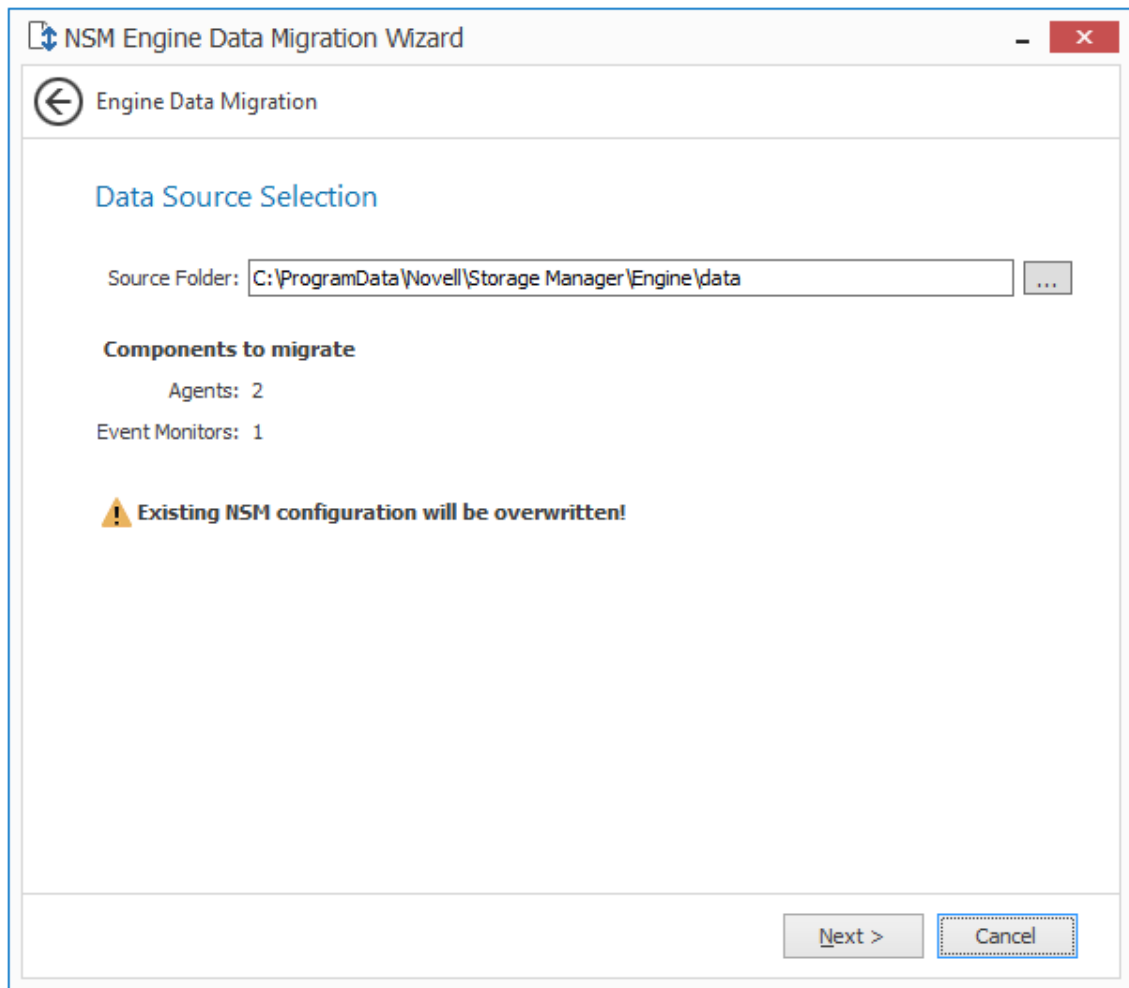 NSM Engine Data Migration Wizard
Engine Data Migration
Data Source Selection
Source Folder: C:\ProgramData\Novell\Storage Manager\Engine\data ...
Components to migrate
Agents: 2
Event Monitors: 1
Existing NSM configuration will be overwritten!
Next > Cancel